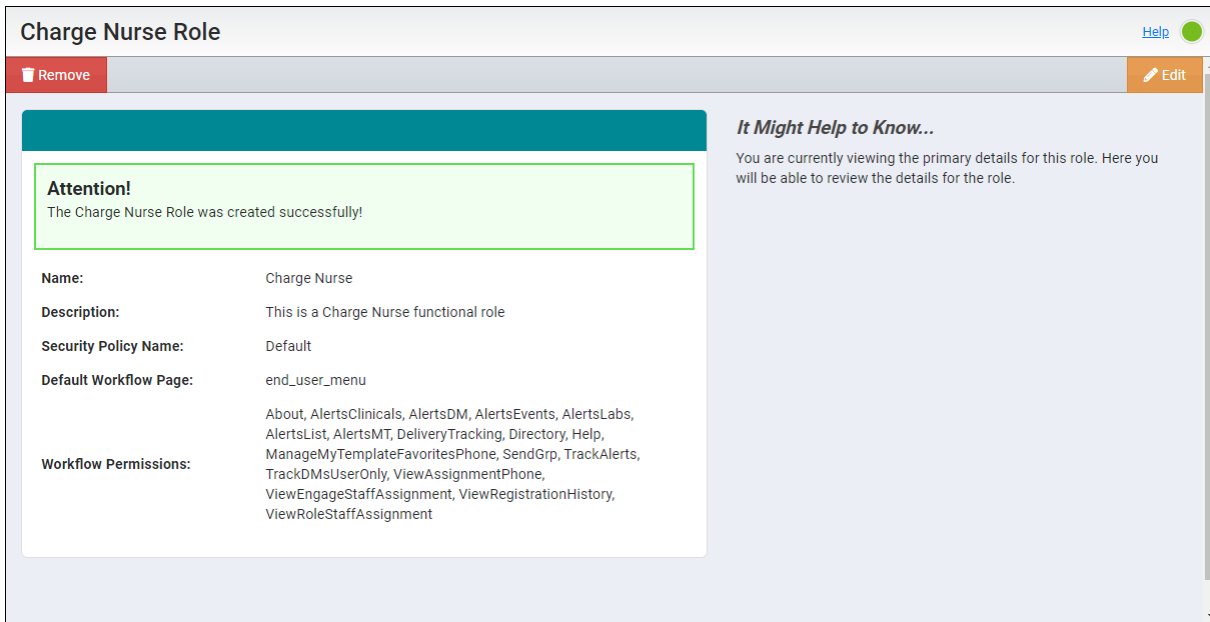 Charge Nurse Role
Help
Remove
Edit
Attention!
The Charge Nurse Role was created successfully!
Name: Charge Nurse
Description: This is a Charge Nurse functional role
Security Policy Name: Default
Default Workflow Page: end_user_menu
Workflow Permissions:
About, AlertsClinicals, AlertsDM, AlertsEvents, AlertsLabs,
AlertsList, AlertsMT, DeliveryTracking, Directory, Help,
ManageMyTemplateFavoritesPhone, SendGrp, TrackAlerts,
TrackDMsUserOnly, ViewAssignmentPhone,
ViewEngageStaffAssignment, ViewRegistrationHistory,
ViewRoleStaffAssignment
It Might Help to Know...
You are currently viewing the primary details for this role. Here you
will be able to review the details for the role.